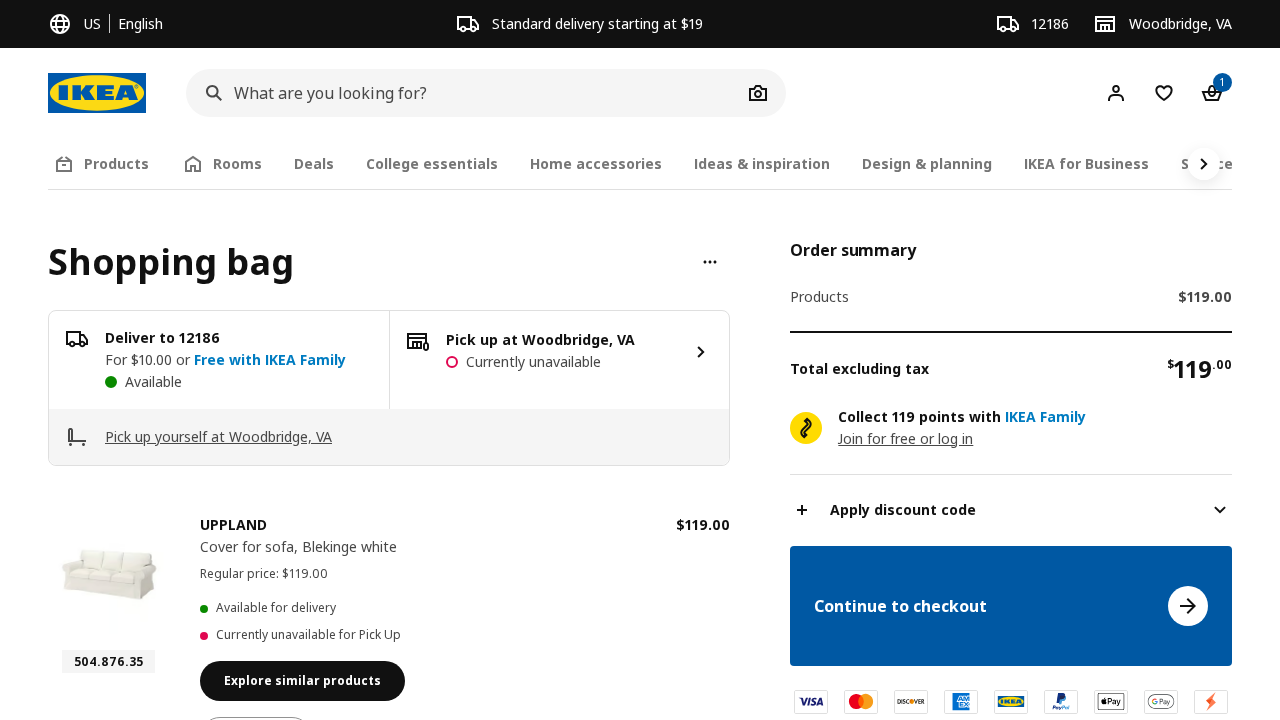 US | English
Standard delivery starting at $19
12186
Woodbridge, VA
IKEA
What are you looking for?
1
Products
Rooms
Deals
College essentials
Home accessories
Ideas & inspiration
Design & planning
IKEA for Business
Shopping bag
Deliver to 12186
For $10.00 or Free with IKEA Family
Available
Pick up at Woodbridge, VA
Currently unavailable
Pick up yourself at Woodbridge, VA
UPPLAND
$119.00
Cover for sofa, Blekinge white
Regular price: $119.00
Available for delivery
Currently unavailable for Pick Up
504.876.35
Explore similar products
Order summary
Products
$119.00
Total excluding tax
$119.00
Collect 119 points with IKEA Family
Join for free or log in
Apply discount code
Continue to checkout
VISA
DISCOVER
IKEA
PayPal
Pay
G Pay